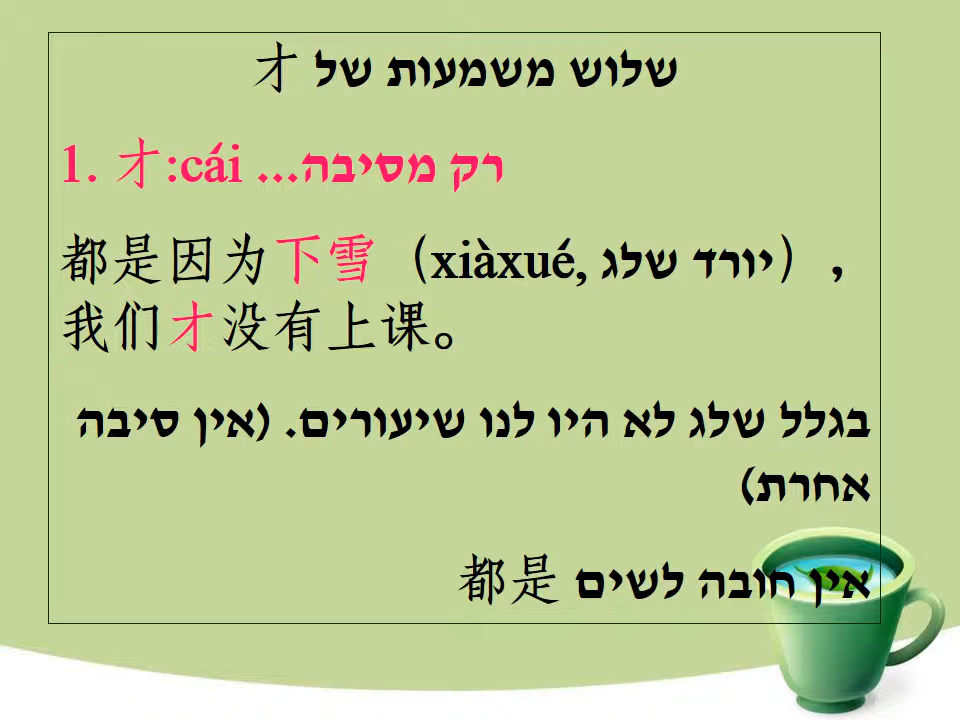 שלוש משמעות של 才
1. 才:cái ...רק מסיבה
都是因为下雪（xiàxué, יורד שלג），
我们才没有上课。
בגלל שלג לא היו לנו שיעורים. (אין סיבה
אחרת)
אין חובה לשים 都是